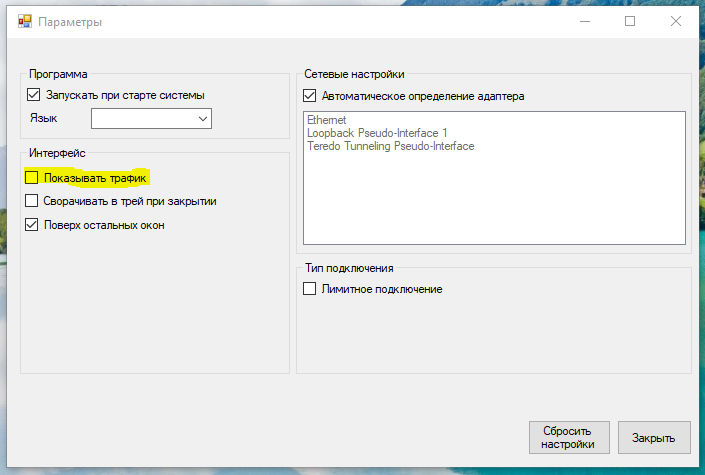 Параметры
Программа
Запускать при старте системы
Язык
Интерфейс
Показывать трафик
Сворачивать в трей при закрытии
Поверх остальных окон
Сетевые настройки
Автоматическое определение адаптера
Ethernet
Loopback Pseudo-Interface 1
Teredo Tunneling Pseudo-Interface
Тип подключения
Лимитное подключение
Сбросить
настройки
Закрыть